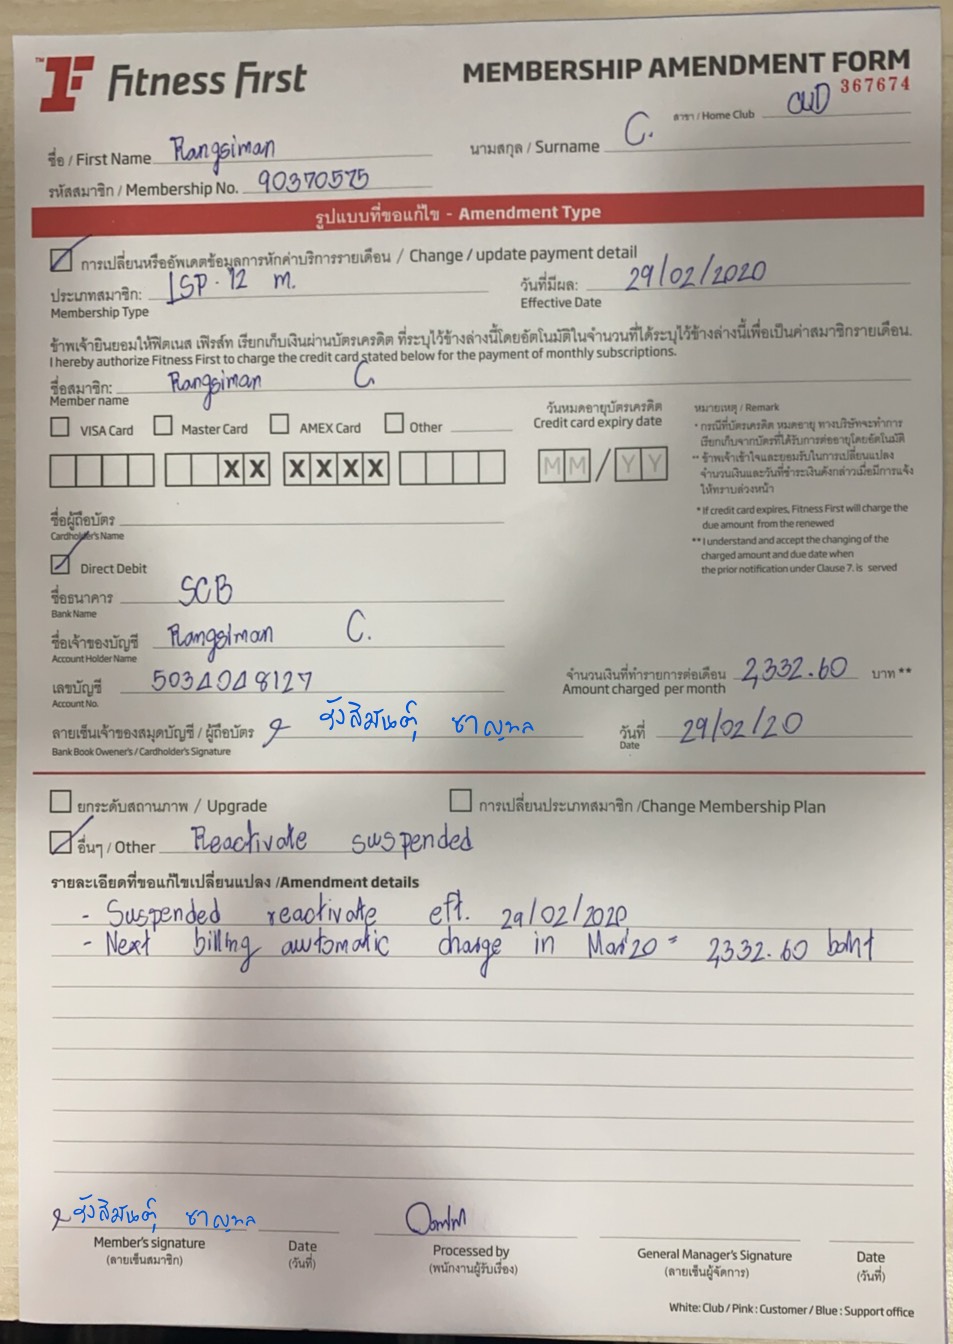 Fitness First
MEMBERSHIP AMENDMENT FORM
367674
สาขา / Home Club CWD
ชื่อ / First Name Rangsiman นามสกุล / Surname C.
รหัสสมาชิก / Membership No. 90370575
รูปแบบที่ขอแก้ไข - Amendment Type
การเปลี่ยนหรืออัพเดตข้อมูลการหักค่าบริการรายเดือน / Change / update payment detail
ประเภทสมาชิก: LSP. 12 m. วันที่มีผล: 29/02/2020
Membership Type Effective Date
ข้าพเจ้ายินยอมให้ฟิตเนส เฟิร์สท์ เรียกเก็บเงินผ่านบัตรเครดิต ที่ระบุไว้ข้างล่างนี้โดยอัตโนมัติในจำนวนที่ได้ระบุไว้ข้างล่างนี้เพื่อเป็นค่าสมาชิกรายเดือน.
I hereby authorize Fitness First to charge the credit card stated below for the payment of monthly subscriptions.
ชื่อสมาชิก: Rangsiman C.
Member name
VISA Card Master Card AMEX Card Other
วันหมดอายุบัตรเครดิต
Credit card expiry date
XX XXXX MM/YY
หมายเหตุ / Remark
* กรณีที่บัตรเครดิต หมดอายุ ทางบริษัทจะทำการ
เรียกเก็บจากบัตรที่ได้รับการต่ออายุโดยอัตโนมัติ
** ข้าพเจ้าเข้าใจและยอมรับในการเปลี่ยนแปลง
จำนวนเงินและวันที่ชำระเงินดังกล่าวเมื่อมีการแจ้ง
ให้ทราบล่วงหน้า
* If credit card expires, Fitness First will charge the
due amount from the renewed
** I understand and accept the changing of the
charged amount and due date when
the prior notification under Clause 7. is served
ชื่อผู้ถือบัตร
Cardholder's Name
Direct Debit
ชื่อธนาคาร SCB
Bank Name
ชื่อเจ้าของบัญชี Rangsiman C.
Account Holder Name
เลขบัญชี 5034048127
Account No.
จำนวนเงินที่ทำรายการต่อเดือน 2,332.60 บาท **
Amount charged per month
ลายเซ็นเจ้าของสมุดบัญชี / ผู้ถือบัตร รังสิมันตุ์ ชาญพล วันที่ 29/02/20
Bank Book Owener's / Cardholder's Signature Date
ยกระดับสถานภาพ / Upgrade การเปลี่ยนประเภทสมาชิก /Change Membership Plan
อื่นๆ / Other Reactivate suspended
รายละเอียดที่ขอแก้ไขเปลี่ยนแปลง /Amendment details
- Suspended reactivate eft. 29/02/2020
- Next billing automatic charge in Mar'20 = 2,332.60 baht
รังสิมันตุ์ ชาญพล
Member's signature Date Processed by General Manager's Signature Date
(ลายเซ็นสมาชิก) (วันที่) (พนักงานผู้รับเรื่อง) (ลายเซ็นผู้จัดการ) (วันที่)
White: Club / Pink : Customer / Blue : Support office